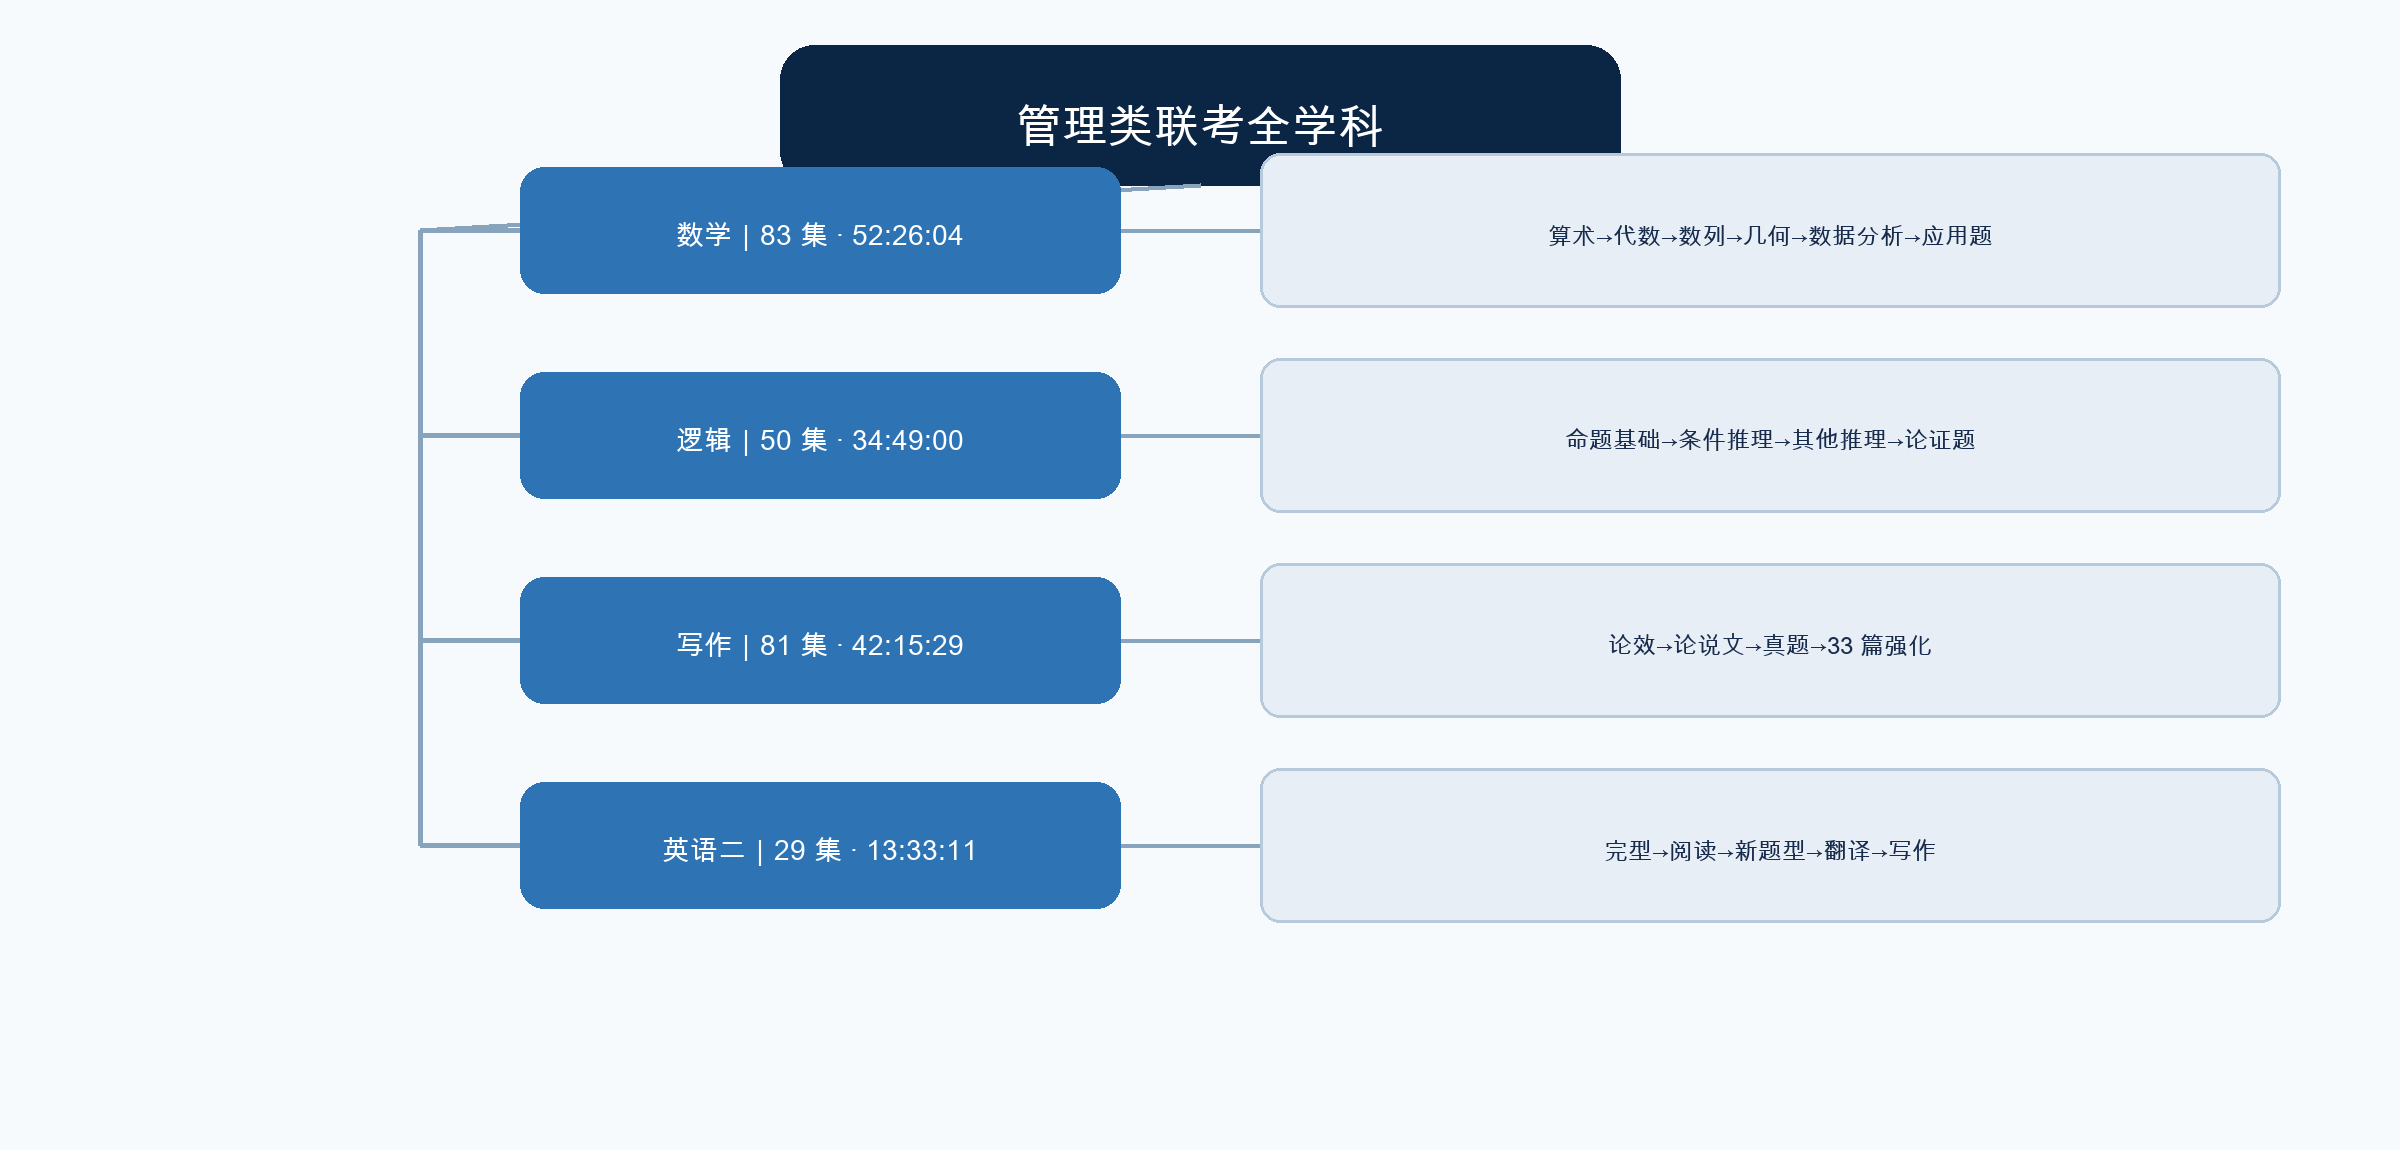 管理类联考全学科
数学 | 83 集 · 52:26:04
算术→代数→数列→几何→数据分析→应用题
逻辑 | 50 集 · 34:49:00
命题基础→条件推理→其他推理→论证题
写作 | 81 集 · 42:15:29
论效→论说文→真题→33 篇强化
英语二 | 29 集 · 13:33:11
完型→阅读→新题型→翻译→写作